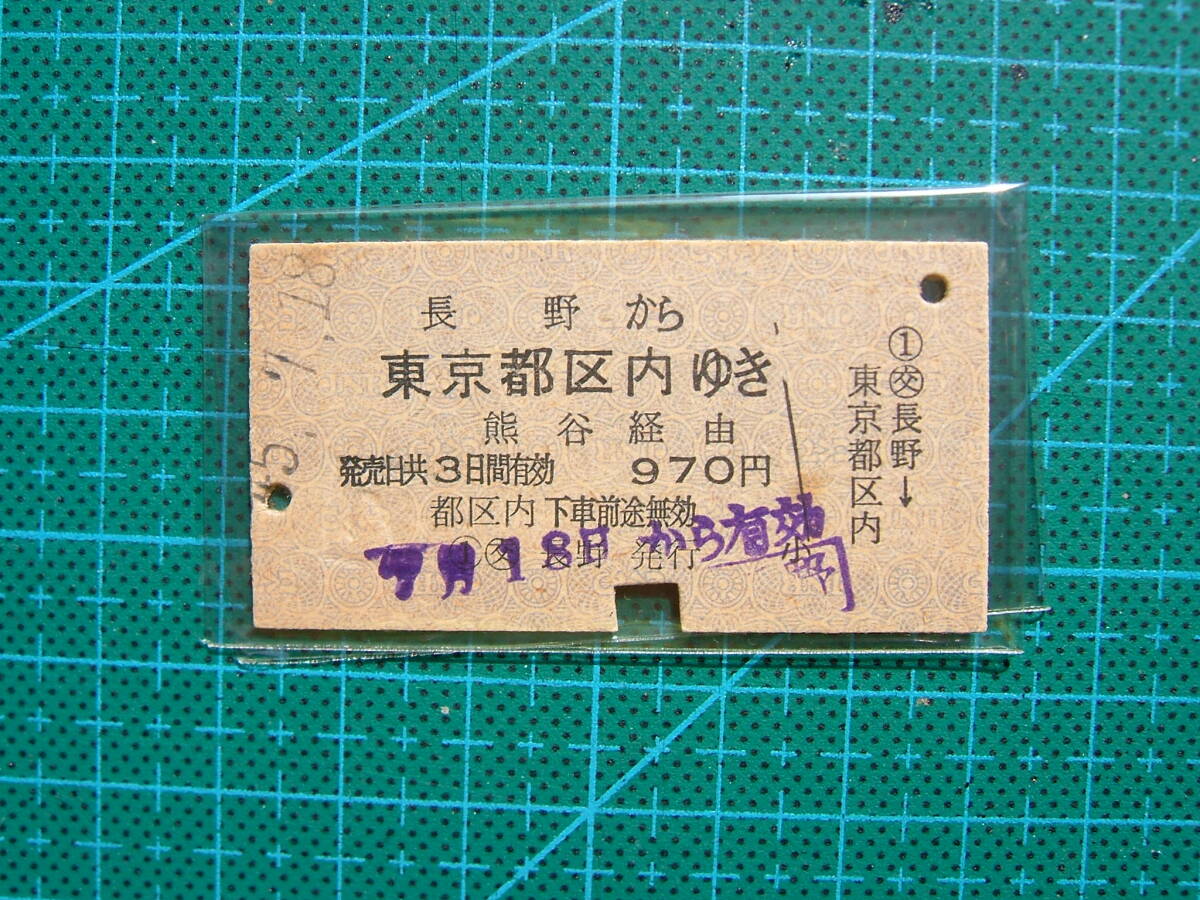 45.7.18
長野から
東京都区内ゆき
熊谷経由
発売日共3日間有効 970円
都区内下車前途無効
①㊋長野発行
7月18日から有効
①㊋長野→
東京都区内